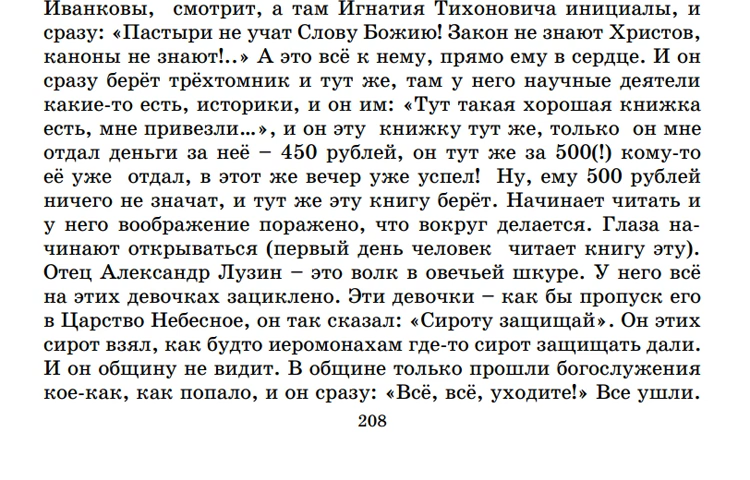 Иванковы, смотрит, а там Игнатия Тихоновича инициалы, и
сразу: «Пастыри не учат Слову Божию! Закон не знают Христов,
каноны не знают!..» А это всё к нему, прямо ему в сердце. И он
сразу берёт трёхтомник и тут же, там у него научные деятели
какие-то есть, историки, и он им: «Тут такая хорошая книжка
есть, мне привезли...», и он эту книжку тут же, только он мне
отдал деньги за неё – 450 рублей, он тут же за 500(!) кому-то
её уже отдал, в этот же вечер уже успел! Ну, ему 500 рублей
ничего не значат, и тут же эту книгу берёт. Начинает читать и
у него воображение поражено, что вокруг делается. Глаза на-
чинают открываться (первый день человек читает книгу эту).
Отец Александр Лузин – это волк в овечьей шкуре. У него всё
на этих девочках зациклено. Эти девочки – как бы пропуск его
в Царство Небесное, он так сказал: «Сироту защищай». Он этих
сирот взял, как будто иеромонахам где-то сирот защищать дали.
И он общину не видит. В общине только прошли богослужения
кое-как, как попало, и он сразу: «Всё, всё, уходите!» Все ушли.
208